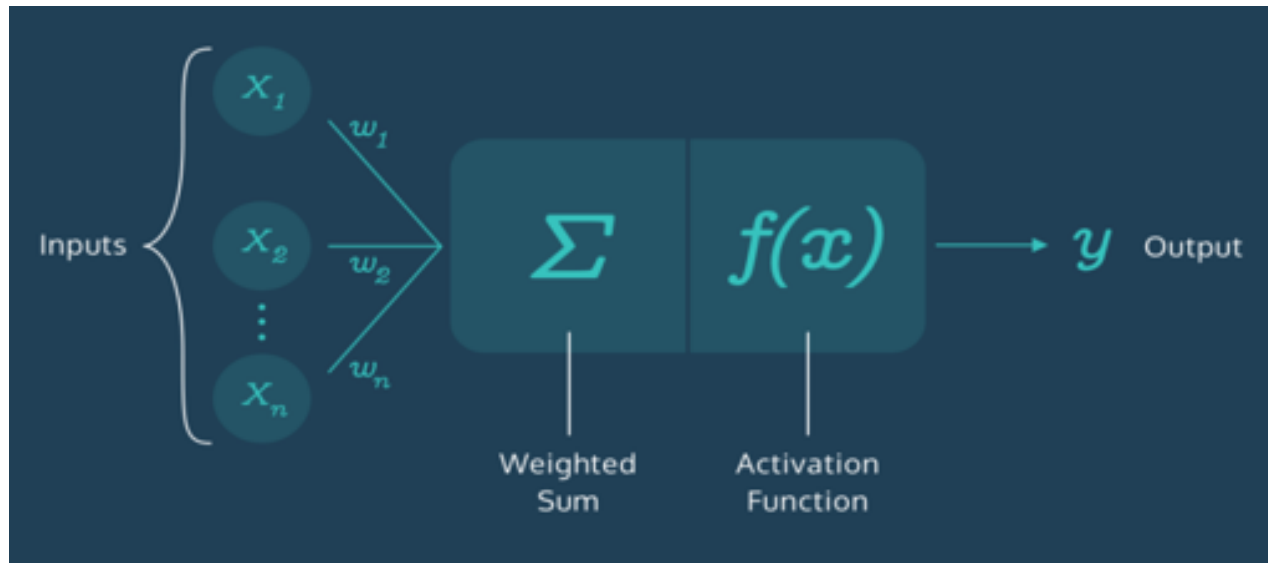 X₁
w₁
Inputs
X₂
w₂
⋮
Xₙ
wₙ
Σ
f(x)
y Output
Weighted
Sum
Activation
Function